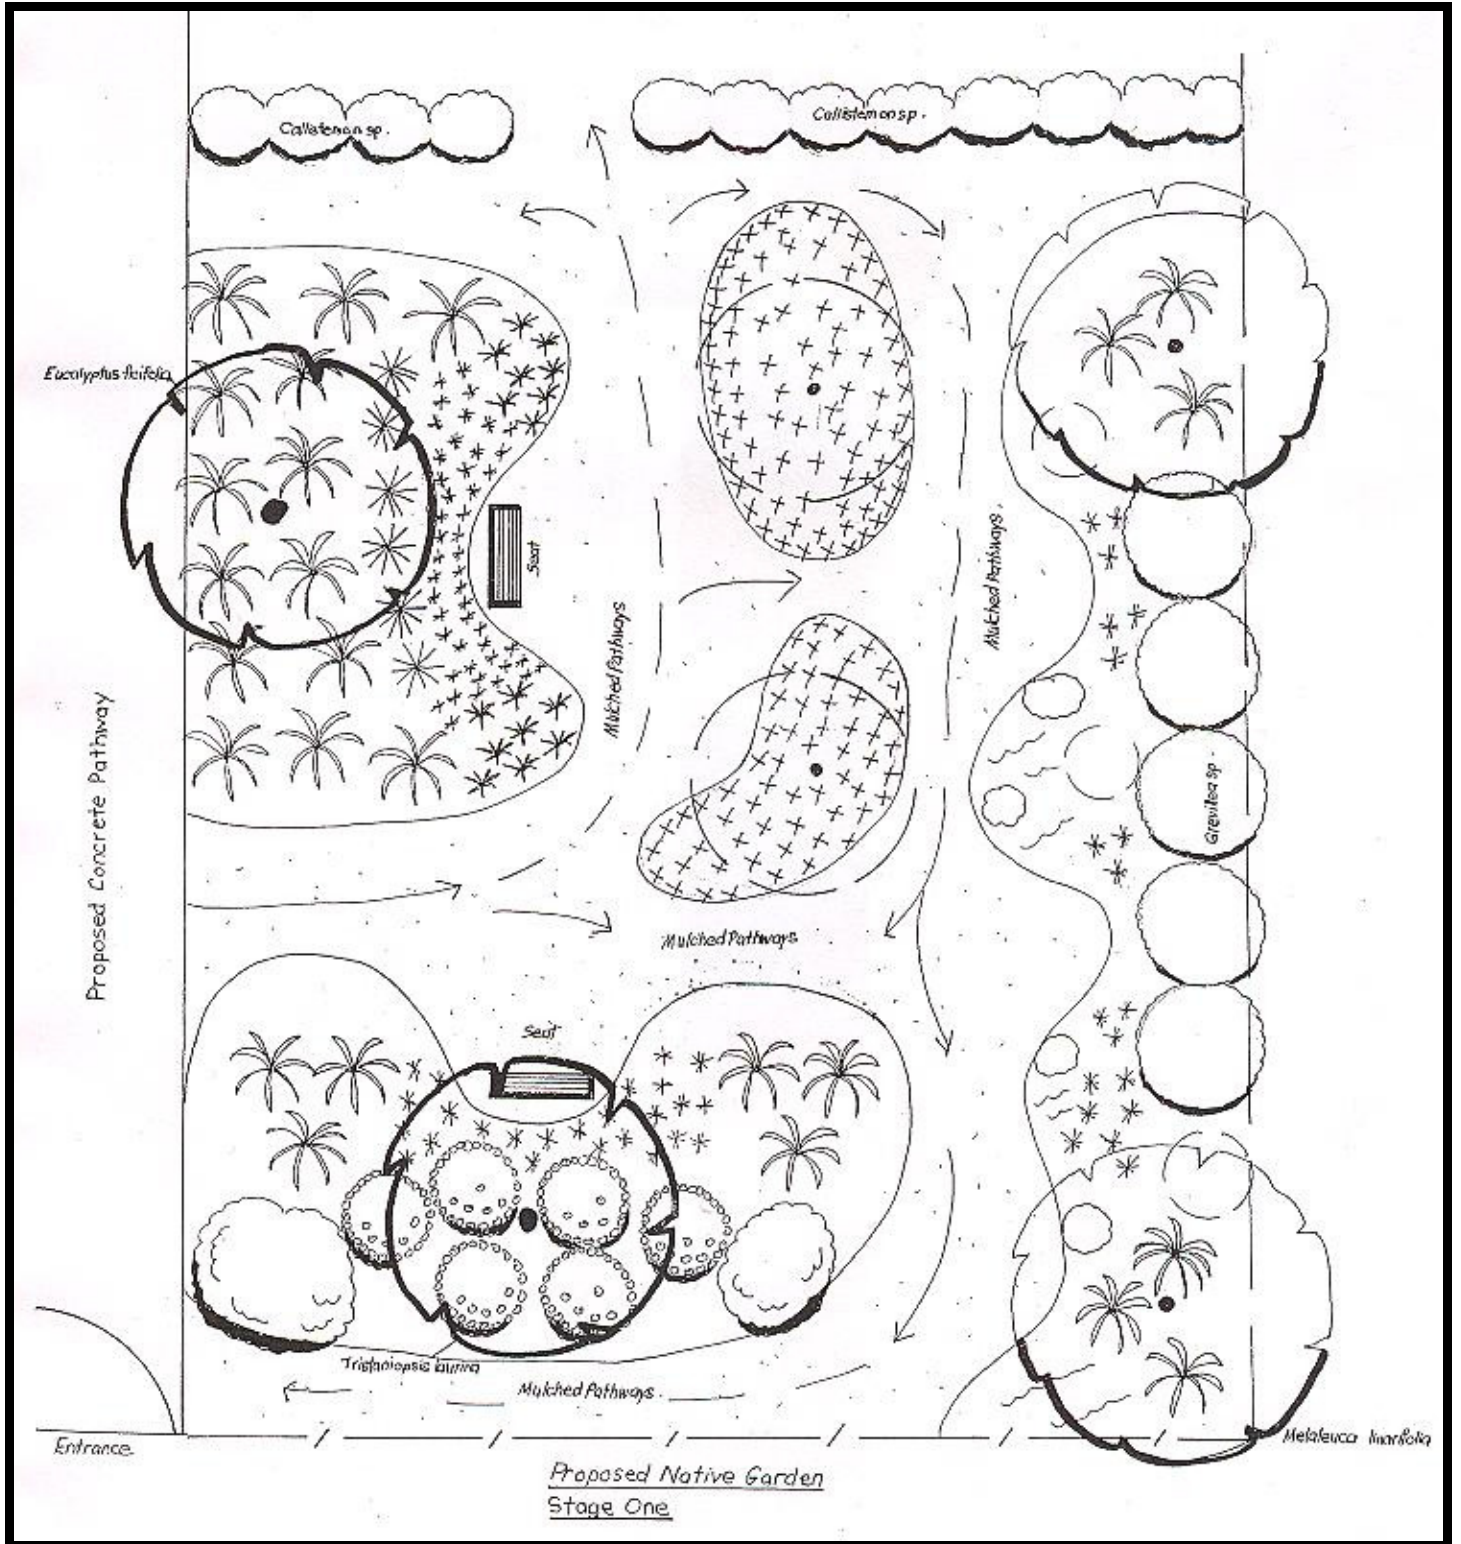 Callistemon sp.
Callistemon sp.
Eucalyptus ficifolia
Seat
Mulched Pathways.
Mulched Pathways
Proposed Concrete Pathway
Grevillea sp
Mulched Pathways
Seat
Tristaniopsis laurina
Mulched Pathways.
Entrance
Melaleuca linarifolia
Proposed Native Garden
Stage One